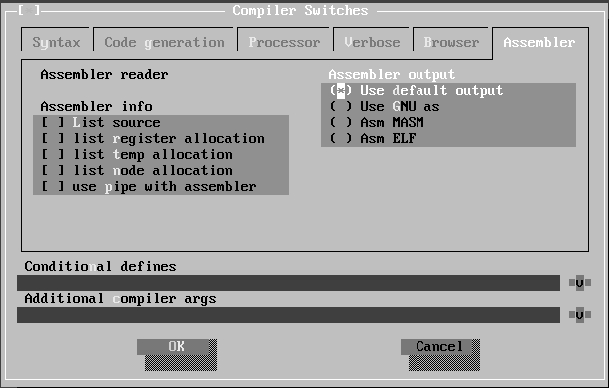 [ ] Compiler Switches
Syntax Code generation Processor Verbose Browser Assembler
Assembler reader
Assembler info
[ ] List source
[ ] list register allocation
[ ] list temp allocation
[ ] list node allocation
[ ] use pipe with assembler
Assembler output
(*) Use default output
( ) Use GNU as
( ) Asm MASM
( ) Asm ELF
Conditional defines
Additional compiler args
OK Cancel